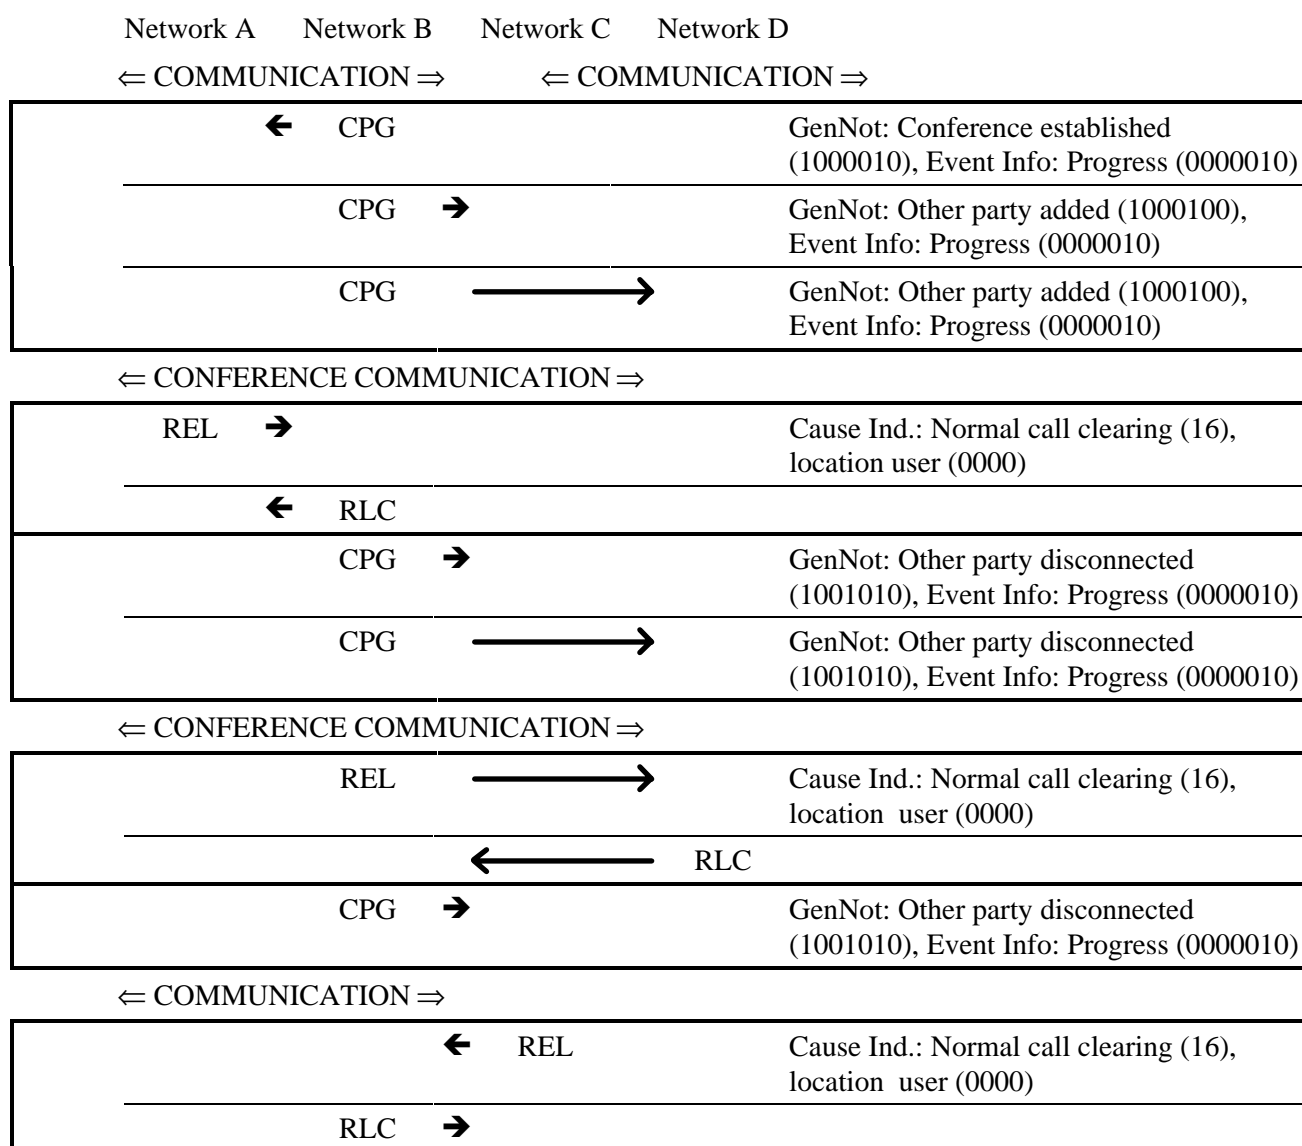 Network A Network B Network C Network D
⇐ COMMUNICATION ⇒ ⇐ COMMUNICATION ⇒
🡸 CPG GenNot: Conference established
(1000010), Event Info: Progress (0000010)
CPG 🡺 GenNot: Other party added (1000100),
Event Info: Progress (0000010)
CPG → GenNot: Other party added (1000100),
Event Info: Progress (0000010)
⇐ CONFERENCE COMMUNICATION ⇒
REL 🡺 Cause Ind.: Normal call clearing (16),
location user (0000)
🡸 RLC
CPG 🡺 GenNot: Other party disconnected
(1001010), Event Info: Progress (0000010)
CPG → GenNot: Other party disconnected
(1001010), Event Info: Progress (0000010)
⇐ CONFERENCE COMMUNICATION ⇒
REL → Cause Ind.: Normal call clearing (16),
location user (0000)
← RLC
CPG 🡺 GenNot: Other party disconnected
(1001010), Event Info: Progress (0000010)
⇐ COMMUNICATION ⇒
🡸 REL Cause Ind.: Normal call clearing (16),
location user (0000)
RLC 🡺